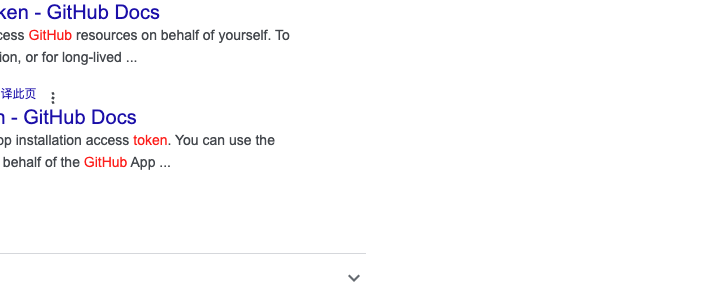 ken - GitHub Docs
cess GitHub resources on behalf of yourself. To
ion, or for long-lived ...
译此页
n - GitHub Docs
pp installation access token. You can use the
behalf of the GitHub App ...